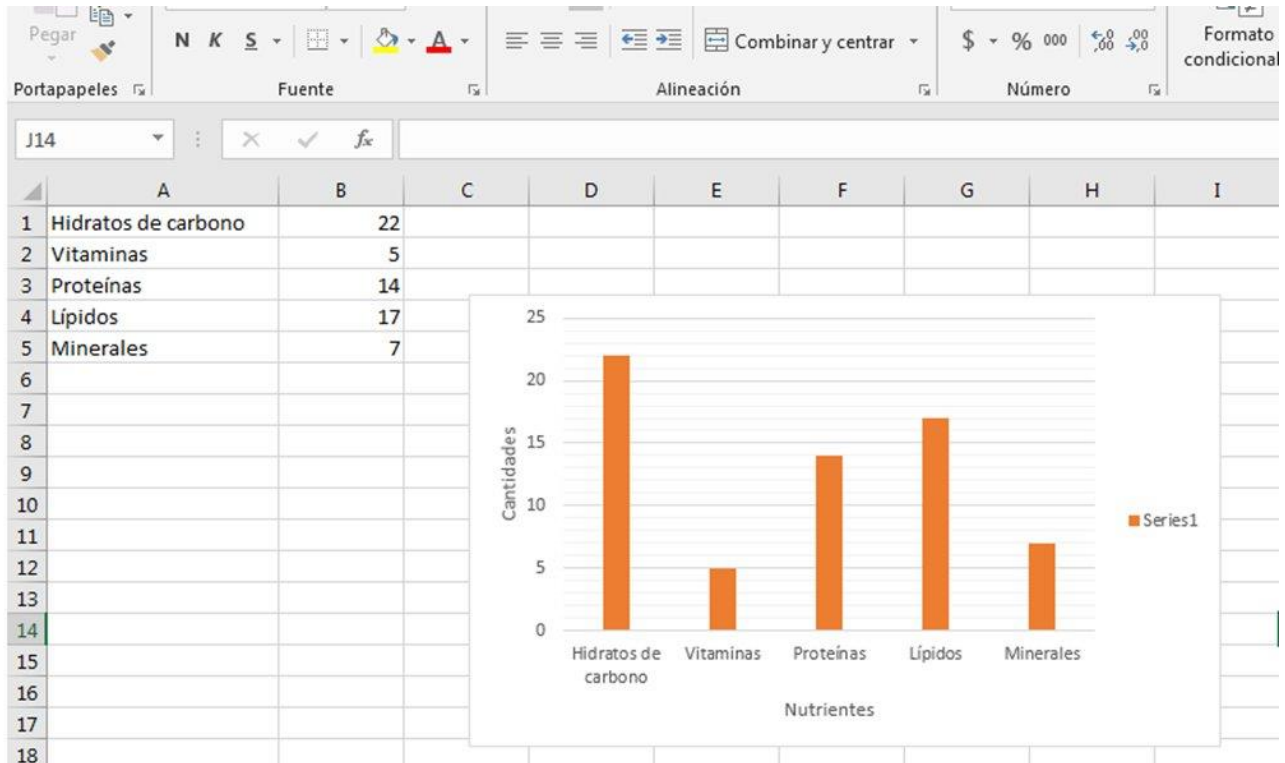 Pegar
N K S A
Combinar y centrar
$ % 000 ,00 ,0
Formato
condicional
Portapapeles
Fuente
Alineación
Número
J14
fx
A B C D E F G H I
1 Hidratos de carbono 22
2 Vitaminas 5
3 Proteínas 14
4 Lípidos 17
5 Minerales 7
6
7
8
9
10
11
12
13
14
15
16
17
18
25
20
15
10
5
0
Cantidades
Hidratos de carbono
Vitaminas
Proteínas
Lípidos
Minerales
Nutrientes
Series1